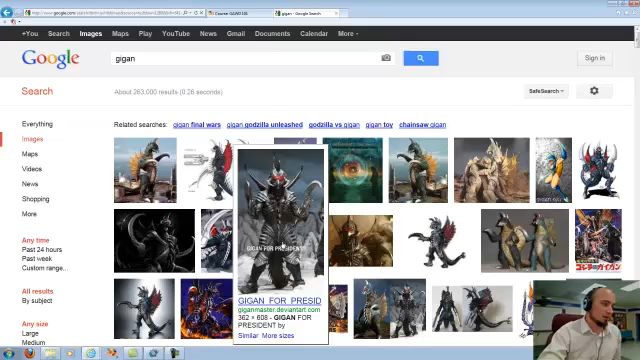 gigan - Google Search
+You Search Images Maps Play YouTube News Gmail Documents Calendar More
Google
gigan
Sign in
Search
About 263,000 results (0.26 seconds)
SafeSearch
Everything
Images
Maps
Videos
News
Shopping
More
Any time
Past 24 hours
Past week
Custom range...
All results
By subject
Any size
Large
Medium
Related searches: gigan final wars gigan godzilla unleashed godzilla vs gigan gigan toy chainsaw gigan
GIGAN FOR PRESIDENT
GIGAN FOR PRESID
giganmaster.deviantart.com
362 × 608 - GIGAN FOR
PRESIDENT by
Similar More sizes